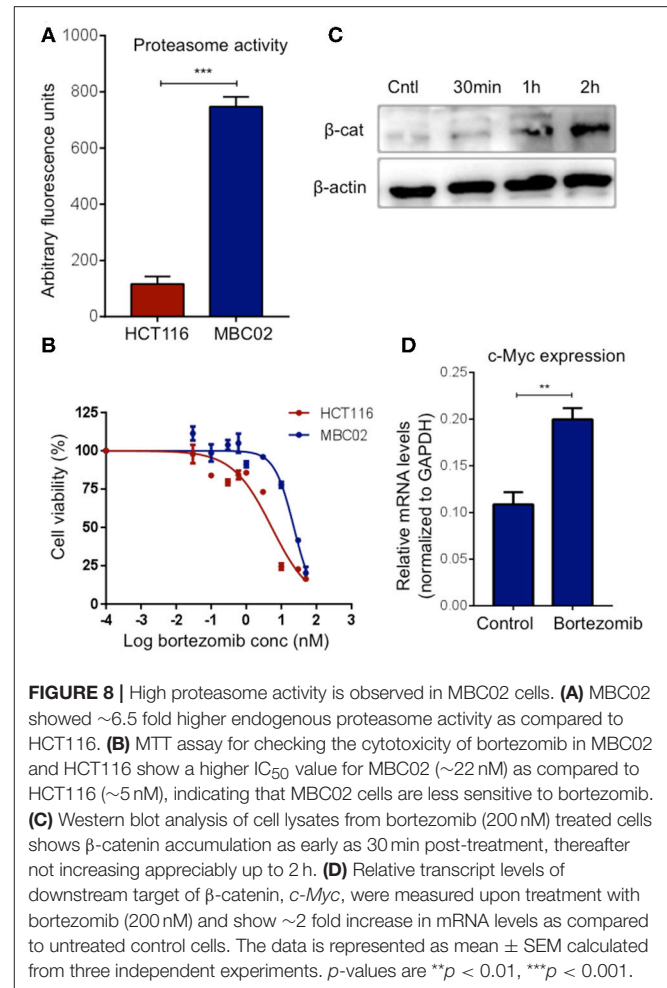 A
Proteasome activity
***
1000
800
600
400
200
0
Arbitrary fluorescence units
HCT116 MBC02
C
Cntl 30min 1h 2h
β-cat
β-actin
B
125
100
75
50
25
0
Cell viability (%)
HCT116
MBC02
-4 -3 -2 -1 0 1 2 3
Log bortezomib conc (nM)
D
c-Myc expression
**
0.25
0.20
0.15
0.10
0.05
0.00
Relative mRNA levels
(normalized to GAPDH)
Control Bortezomib
FIGURE 8 | High proteasome activity is observed in MBC02 cells. (A) MBC02
showed ∼6.5 fold higher endogenous proteasome activity as compared to
HCT116. (B) MTT assay for checking the cytotoxicity of bortezomib in MBC02
and HCT116 show a higher IC50 value for MBC02 (∼22 nM) as compared to
HCT116 (∼5 nM), indicating that MBC02 cells are less sensitive to bortezomib.
(C) Western blot analysis of cell lysates from bortezomib (200 nM) treated cells
shows β-catenin accumulation as early as 30 min post-treatment, thereafter
not increasing appreciably up to 2 h. (D) Relative transcript levels of
downstream target of β-catenin, c-Myc, were measured upon treatment with
bortezomib (200 nM) and show ∼2 fold increase in mRNA levels as compared
to untreated control cells. The data is represented as mean ± SEM calculated
from three independent experiments. p-values are **p < 0.01, ***p < 0.001.